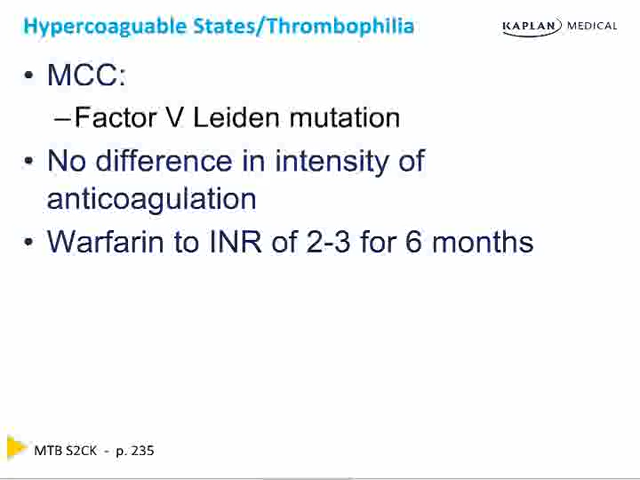 Hypercoaguable States/Thrombophilia
KAPLAN MEDICAL
• MCC:
–Factor V Leiden mutation
• No difference in intensity of
anticoagulation
• Warfarin to INR of 2-3 for 6 months
MTB S2CK - p. 235